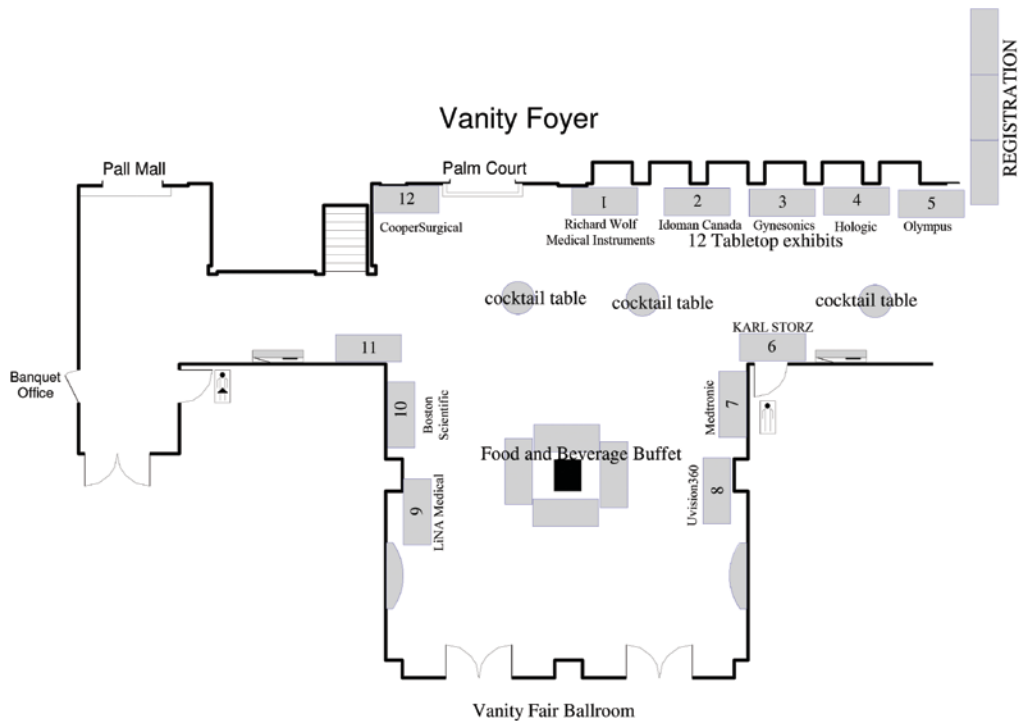 REGISTRATION
Vanity Foyer
Pall Mall
Palm Court
12
CooperSurgical
1
Richard Wolf
Medical Instruments
2
Idoman Canada
3
Gynesonics
4
Hologic
5
Olympus
12 Tabletop exhibits
cocktail table
cocktail table
cocktail table
KARL STORZ
6
11
Banquet
Office
10
Boston
Scientific
Medtronic
7
Food and Beverage Buffet
9
LiNA Medical
Uvision360
8
Vanity Fair Ballroom